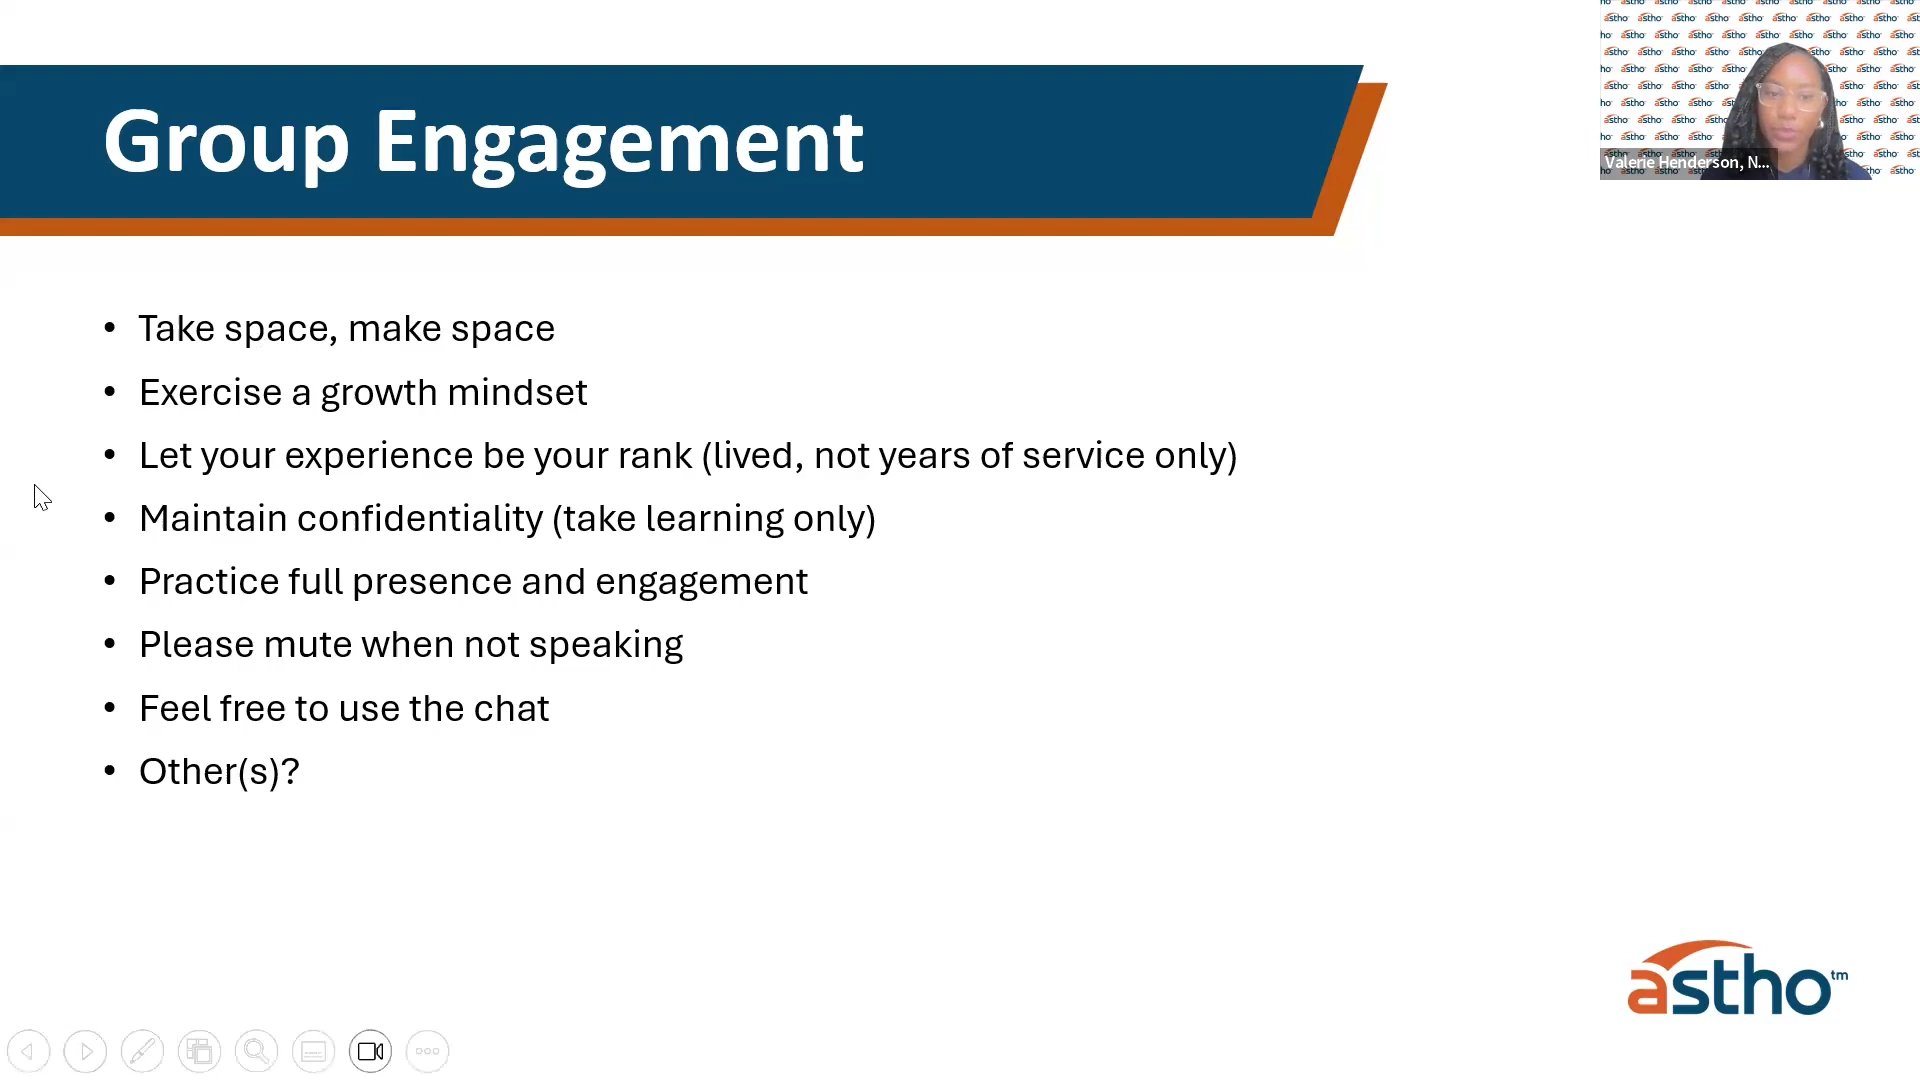 Group Engagement
Valerie Henderson, N...
• Take space, make space
• Exercise a growth mindset
• Let your experience be your rank (lived, not years of service only)
• Maintain confidentiality (take learning only)
• Practice full presence and engagement
• Please mute when not speaking
• Feel free to use the chat
• Other(s)?
astho™